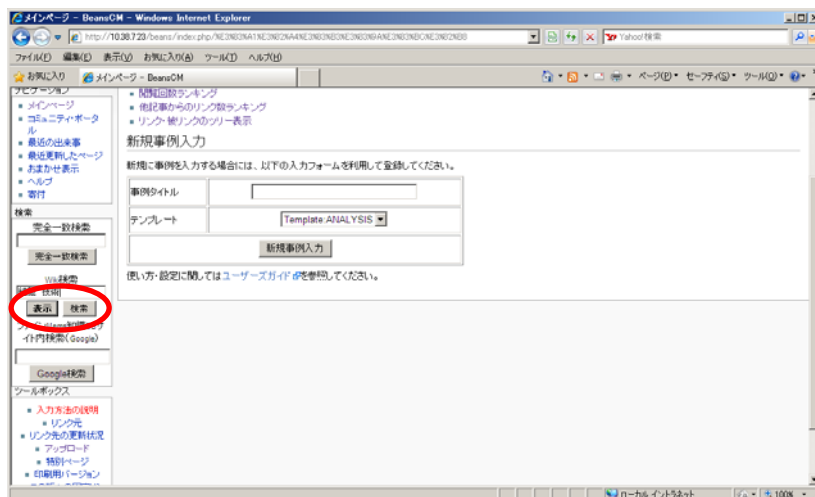 メインページ - BeansCM - Windows Internet Explorer
Yahoo!検索
ファイル(F) 編集(E) 表示(V) お気に入り(A) ツール(T) ヘルプ(H)
お気に入り メインページ - BeansCM ページ(P) セーフティ(S) ツール(O)
ナビゲーション
メインページ
コミュニティ・ポータル
最近の出来事
最近更新したページ
おまかせ表示
ヘルプ
寄付
検索
完全一致検索
完全一致検索
Wiki検索
表示 検索
イト内検索(Google)
Google検索
ツールボックス
入力方法の説明
リンク元
リンク先の更新状況
アップロード
特別ページ
印刷用バージョン
閲覧回数ランキング
他記事からのリンク数ランキング
リンク・被リンクのツリー表示
新規事例入力
新規に事例を入力する場合には、以下の入力フォームを利用して登録してください。
事例タイトル
テンプレート Template:ANALYSIS
新規事例入力
使い方・設定に関してはユーザーズガイドを参照してください。
ローカル イントラネット 100%